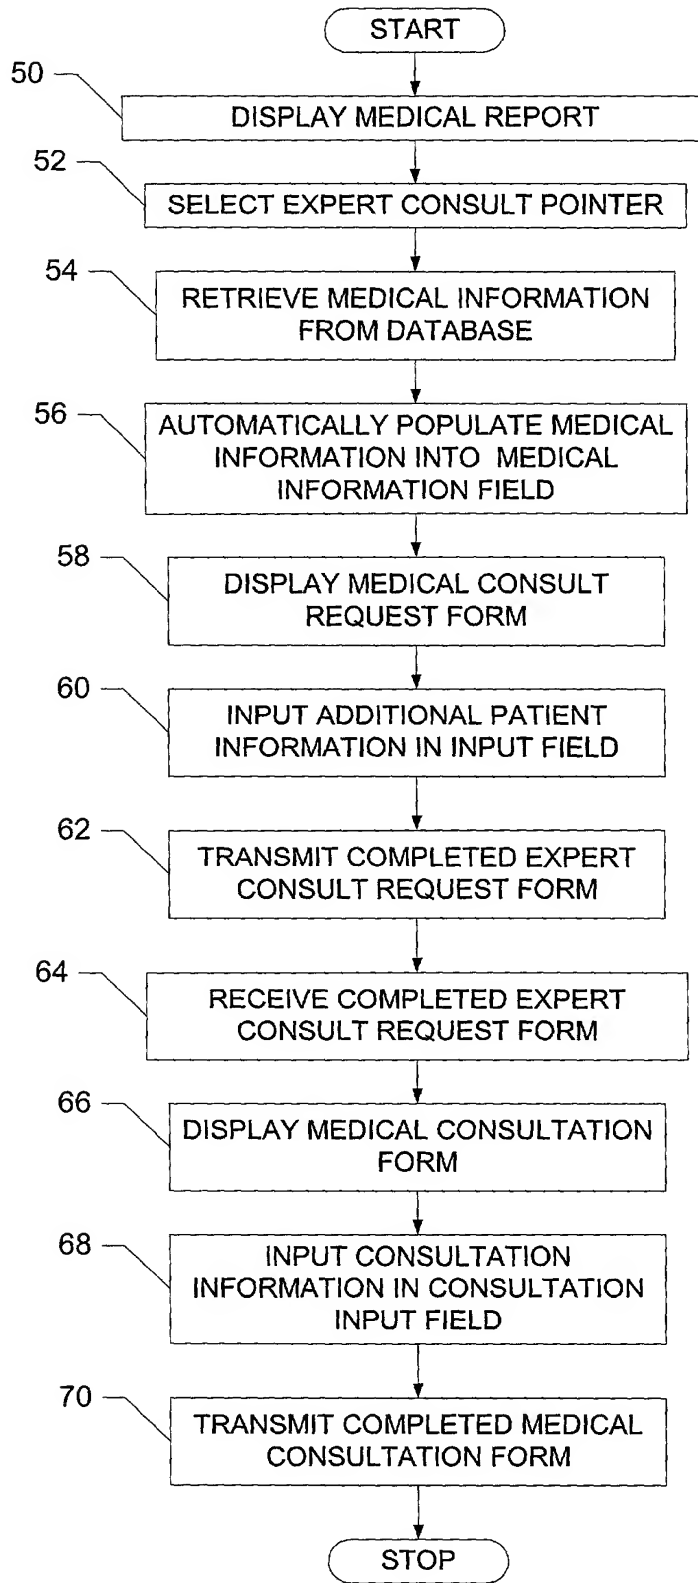 START
50
DISPLAY MEDICAL REPORT
52
SELECT EXPERT CONSULT POINTER
54
RETRIEVE MEDICAL INFORMATION
FROM DATABASE
56
AUTOMATICALLY POPULATE MEDICAL
INFORMATION INTO MEDICAL
INFORMATION FIELD
58
DISPLAY MEDICAL CONSULT
REQUEST FORM
60
INPUT ADDITIONAL PATIENT
INFORMATION IN INPUT FIELD
62
TRANSMIT COMPLETED EXPERT
CONSULT REQUEST FORM
64
RECEIVE COMPLETED EXPERT
CONSULT REQUEST FORM
66
DISPLAY MEDICAL CONSULTATION
FORM
68
INPUT CONSULTATION
INFORMATION IN CONSULTATION
INPUT FIELD
70
TRANSMIT COMPLETED MEDICAL
CONSULTATION FORM
STOP